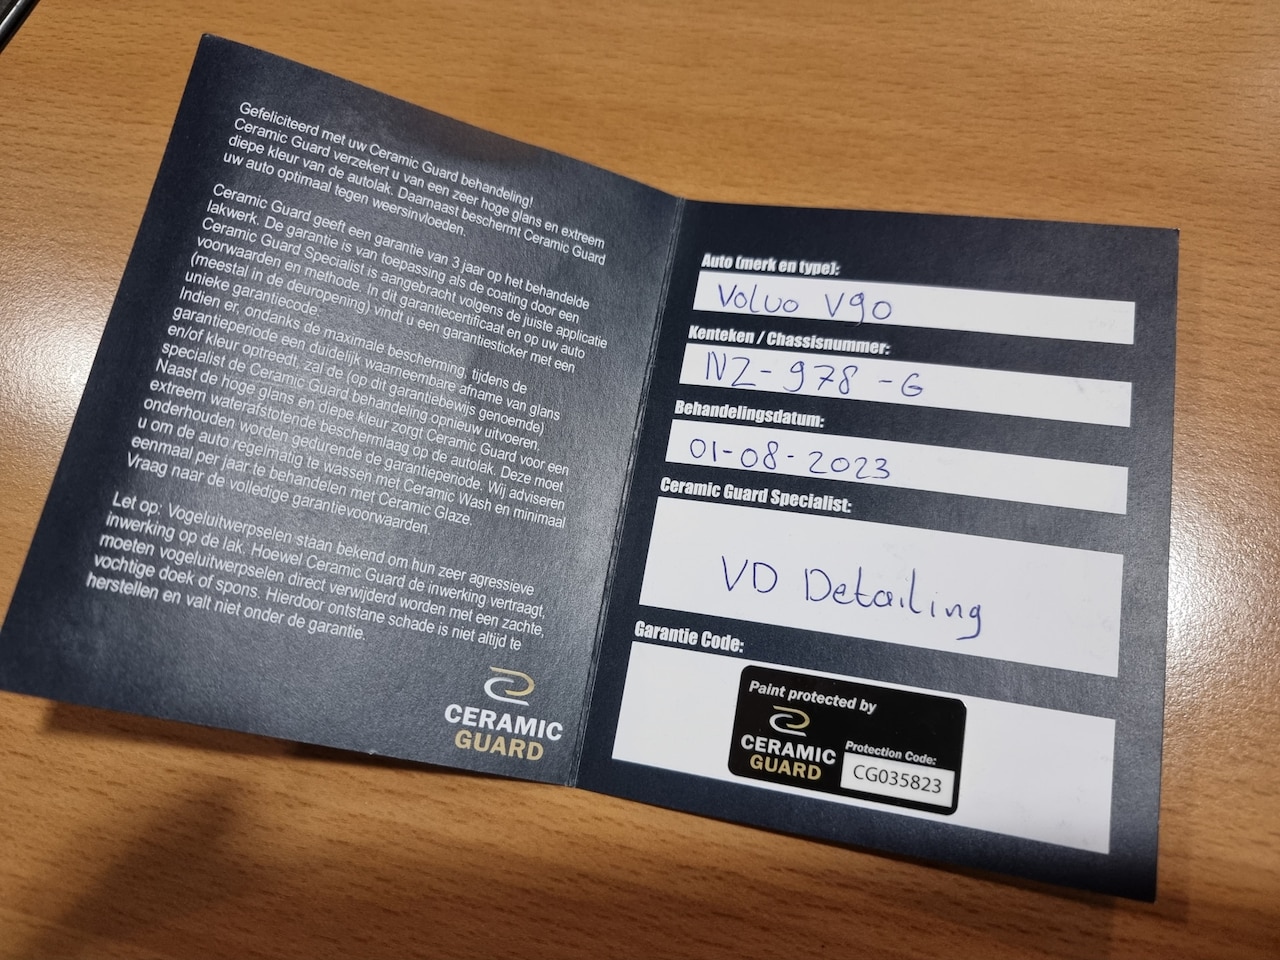 Gefeliciteerd met uw Ceramic Guard behandeling!
Ceramic Guard verzekert u van een zeer hoge glans en extreem
diepe kleur van de autolak. Daarnaast beschermt Ceramic Guard
uw auto optimaal tegen weersinvloeden.
Ceramic Guard geeft een garantie van 3 jaar op het behandelde
lakwerk. De garantie is van toepassing als de coating door een
Ceramic Guard Specialist is aangebracht volgens de juiste applicatie
voorwaarden en methode. In dit garantiecertificaat en op uw auto
(meestal in de deuropening) vindt u een garantiesticker met een
unieke garantiecode.
Indien er, ondanks de maximale bescherming, tijdens de
garantieperiode een duidelijk waarneembare afname van glans
en/of kleur optreedt, zal de (op dit garantiebewijs genoemde)
specialist de Ceramic Guard behandeling opnieuw uitvoeren.
Naast de hoge glans en diepe kleur zorgt Ceramic Guard voor een
extreem waterafstotende beschermlaag op de autolak. Deze moet
onderhouden worden gedurende de garantieperiode. Wij adviseren
u om de auto regelmatig te wassen met Ceramic Wash en minimaal
eenmaal per jaar te behandelen met Ceramic Glaze.
Vraag naar de volledige garantievoorwaarden.
Let op: Vogeluitwerpselen staan bekend om hun zeer agressieve
inwerking op de lak. Hoewel Ceramic Guard de inwerking vertraagt,
moeten vogeluitwerpselen direct verwijderd worden met een zachte,
vochtige doek of spons. Hierdoor ontstane schade is niet altijd te
herstellen en valt niet onder de garantie.
CERAMIC
GUARD
Auto (merk en type):
Volvo V90
Kenteken / Chassisnummer:
NZ-978-G
Behandelingsdatum:
01-08-2023
Ceramic Guard Specialist:
VD Detailing
Garantie Code:
Paint protected by
CERAMIC
GUARD
Protection Code:
CG035823